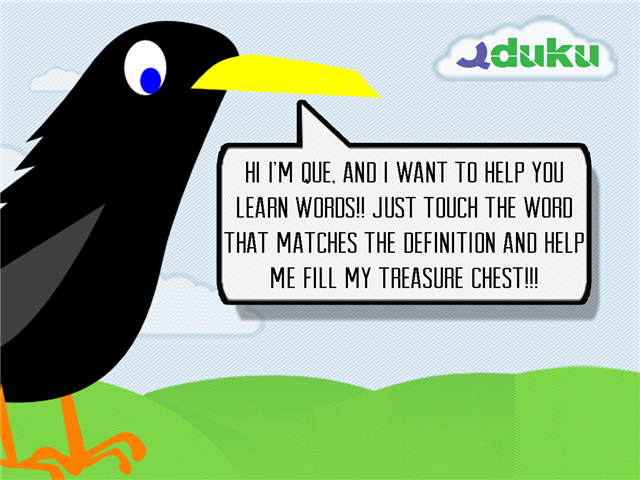 eduku
HI I'M QUE, AND I WANT TO HELP YOU
LEARN WORDS!! JUST TOUCH THE WORD
THAT MATCHES THE DEFINITION AND HELP
ME FILL MY TREASURE CHEST!!!